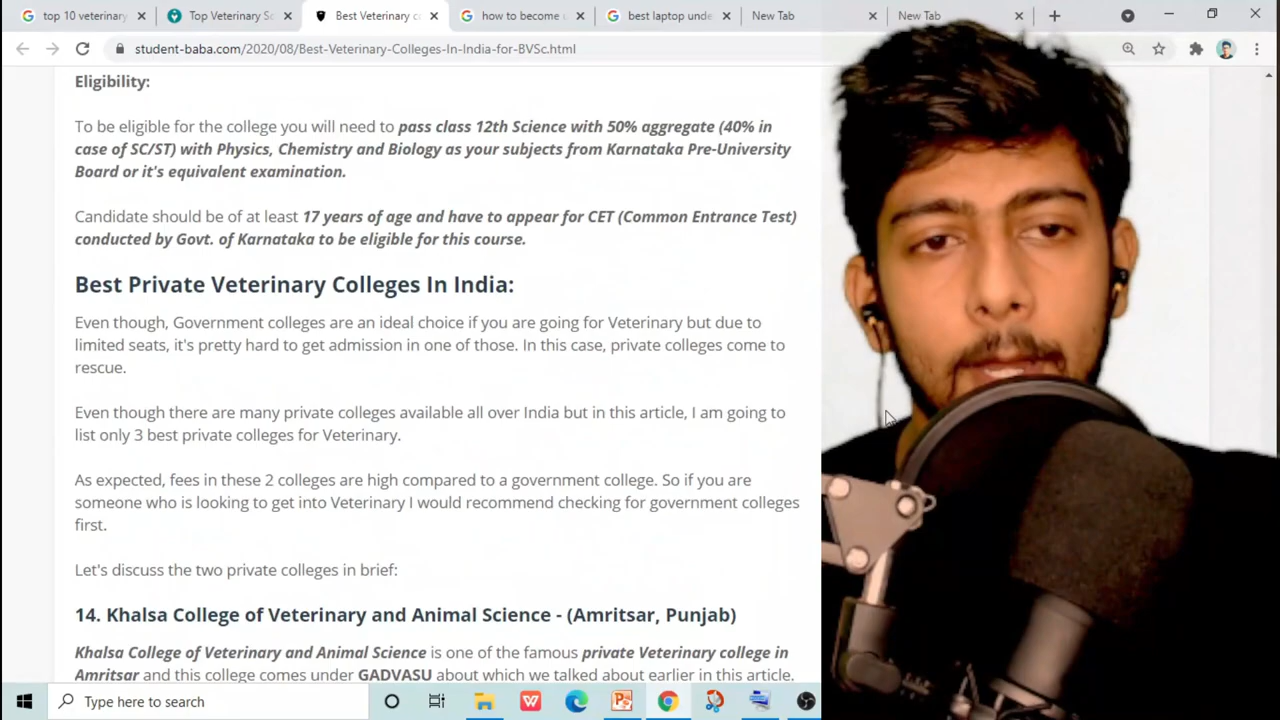 top 10 veterinary
Top Veterinary Sc
Best Veterinary c
how to become
best laptop unde
New Tab
New Tab
student-baba.com/2020/08/Best-Veterinary-Colleges-In-India-for-BVSc.html
Eligibility:
To be eligible for the college you will need to pass class 12th Science with 50% aggregate (40% in
case of SC/ST) with Physics, Chemistry and Biology as your subjects from Karnataka Pre-University
Board or it's equivalent examination.
Candidate should be of at least 17 years of age and have to appear for CET (Common Entrance Test)
conducted by Govt. of Karnataka to be eligible for this course.
Best Private Veterinary Colleges In India:
Even though, Government colleges are an ideal choice if you are going for Veterinary but due to
limited seats, it's pretty hard to get admission in one of those. In this case, private colleges come to
rescue.
Even though there are many private colleges available all over India but in this article, I am going to
list only 3 best private colleges for Veterinary.
As expected, fees in these 2 colleges are high compared to a government college. So if you are
someone who is looking to get into Veterinary I would recommend checking for government colleges
first.
Let's discuss the two private colleges in brief:
14. Khalsa College of Veterinary and Animal Science - (Amritsar, Punjab)
Khalsa College of Veterinary and Animal Science is one of the famous private Veterinary college in
Amritsar and this college comes under GADVASU about which we talked about earlier in this article.
Type here to search